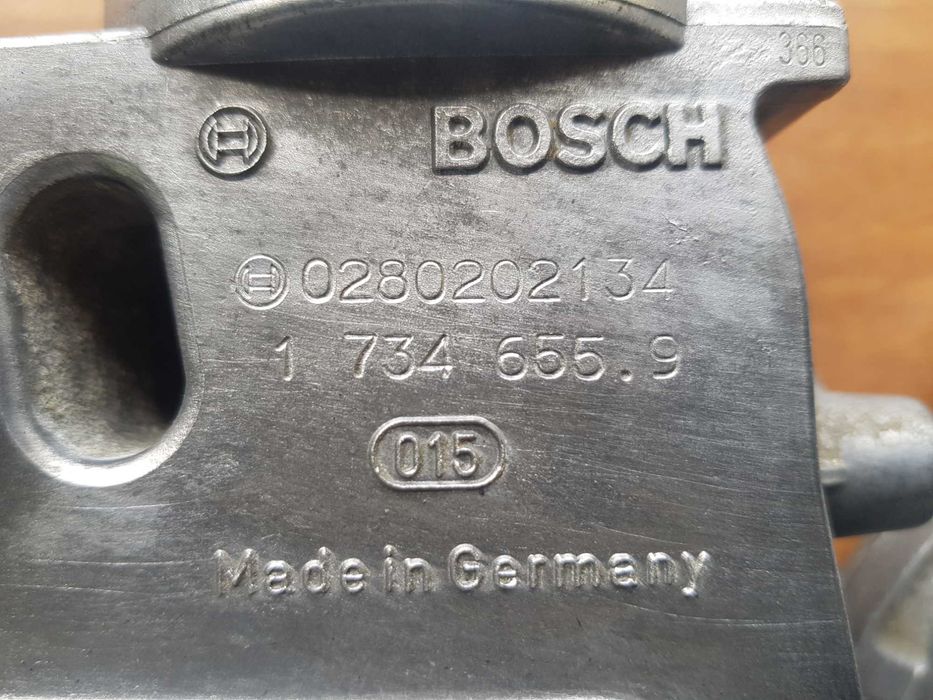 366
BOSCH
0280202134
1 734 655.9
015
Made in Germany